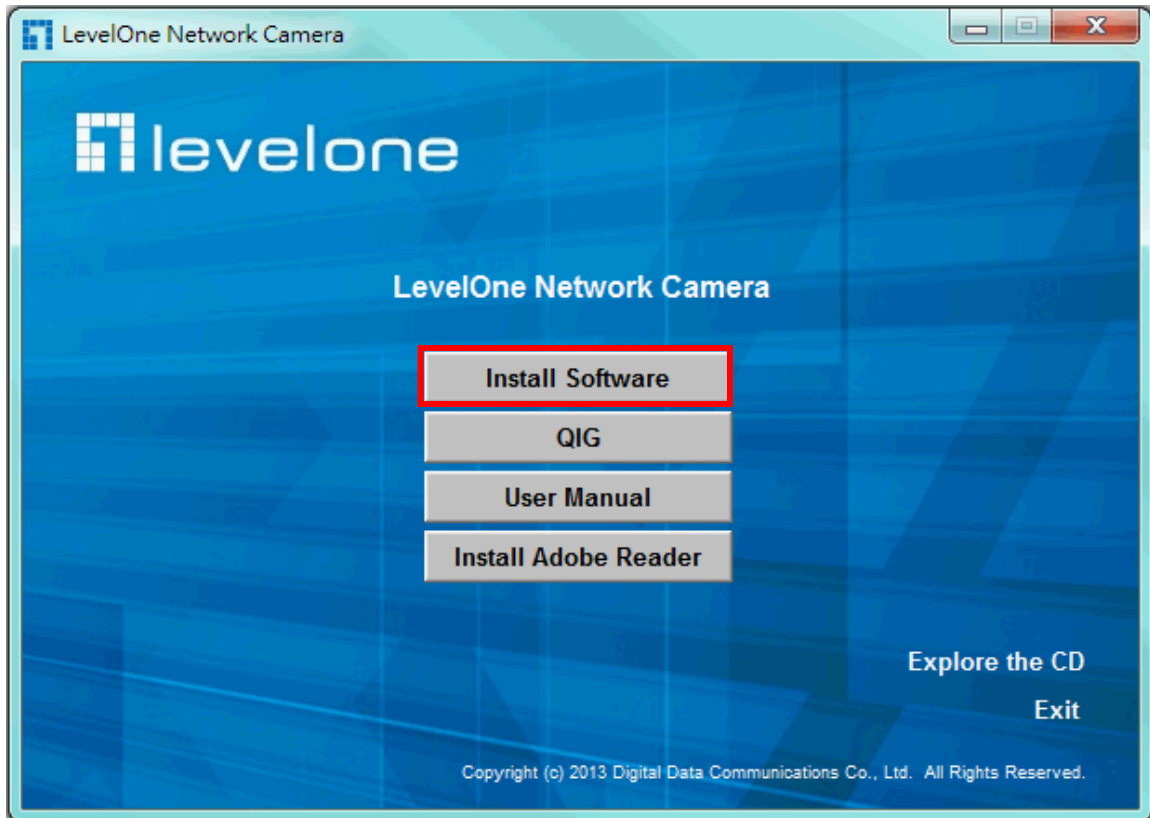 LevelOne Network Camera
X
levelone
LevelOne Network Camera
Install Software
QIG
User Manual
Install Adobe Reader
Explore the CD
Exit
Copyright (c) 2013 Digital Data Communications Co., Ltd. All Rights Reserved.